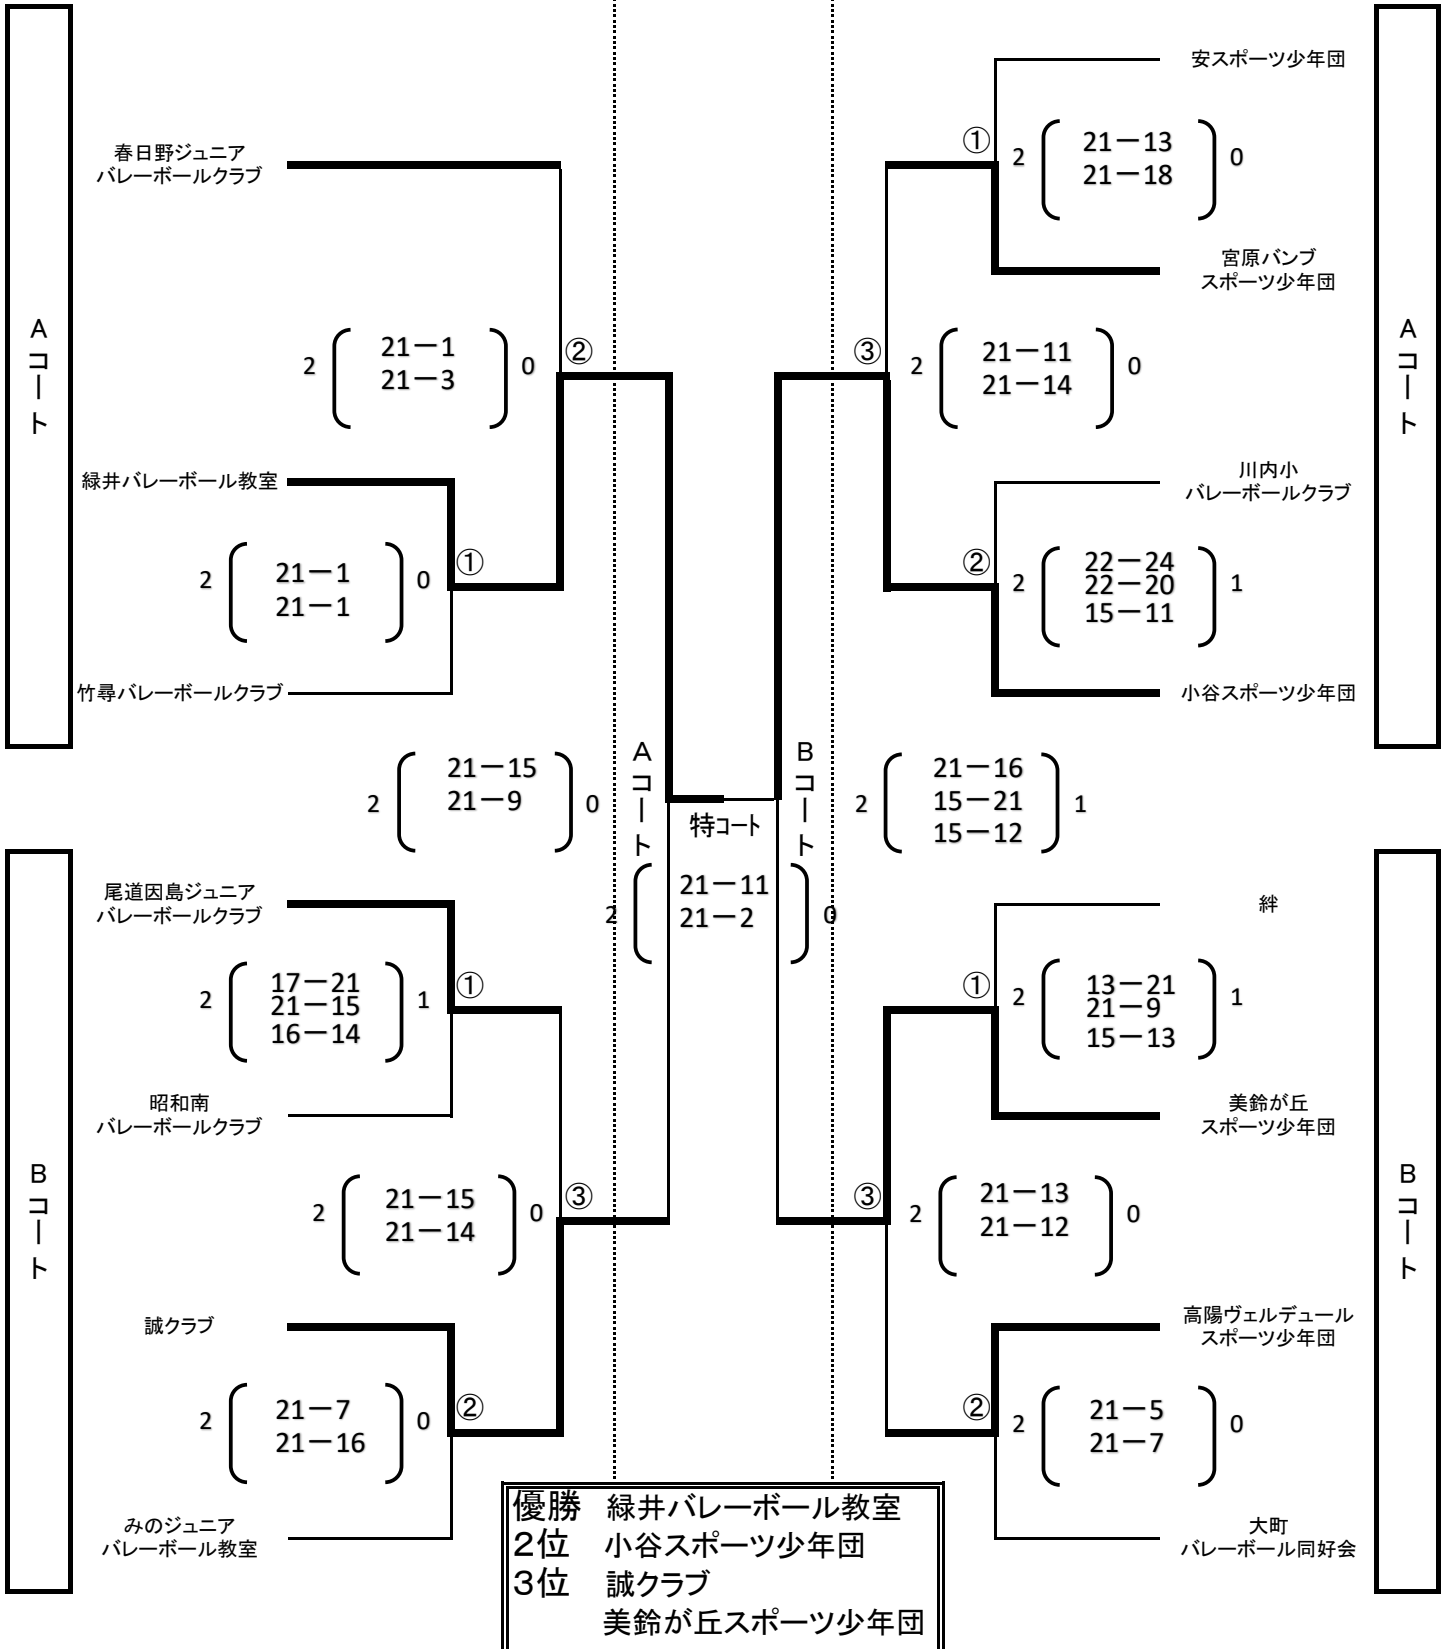 Aコート
春日野ジュニア
バレーボールクラブ
2
21－1
21－3
0
②
緑井バレーボール教室
2
21－1
21－1
0
①
竹尋バレーボールクラブ
2
21－15
21－9
0
Aコート
Bコート
尾道因島ジュニア
バレーボールクラブ
2
17－21
21－15
16－14
1
①
昭和南
バレーボールクラブ
2
21－15
21－14
0
③
誠クラブ
2
21－7
21－16
0
②
みのジュニア
バレーボール教室
特コート
2
21－11
21－2
0
Aコート
安スポーツ少年団
①
2
21－13
21－18
0
宮原バンブ
スポーツ少年団
③
2
21－11
21－14
0
川内小
バレーボールクラブ
②
2
22－24
22－20
15－11
1
小谷スポーツ少年団
Bコート
2
21－16
15－21
15－12
1
Bコート
絆
①
2
13－21
21－9
15－13
1
美鈴が丘
スポーツ少年団
③
2
21－13
21－12
0
高陽ヴェルデュール
スポーツ少年団
②
2
21－5
21－7
0
大町
バレーボール同好会
優勝 緑井バレーボール教室
2位 小谷スポーツ少年団
3位 誠クラブ
美鈴が丘スポーツ少年団